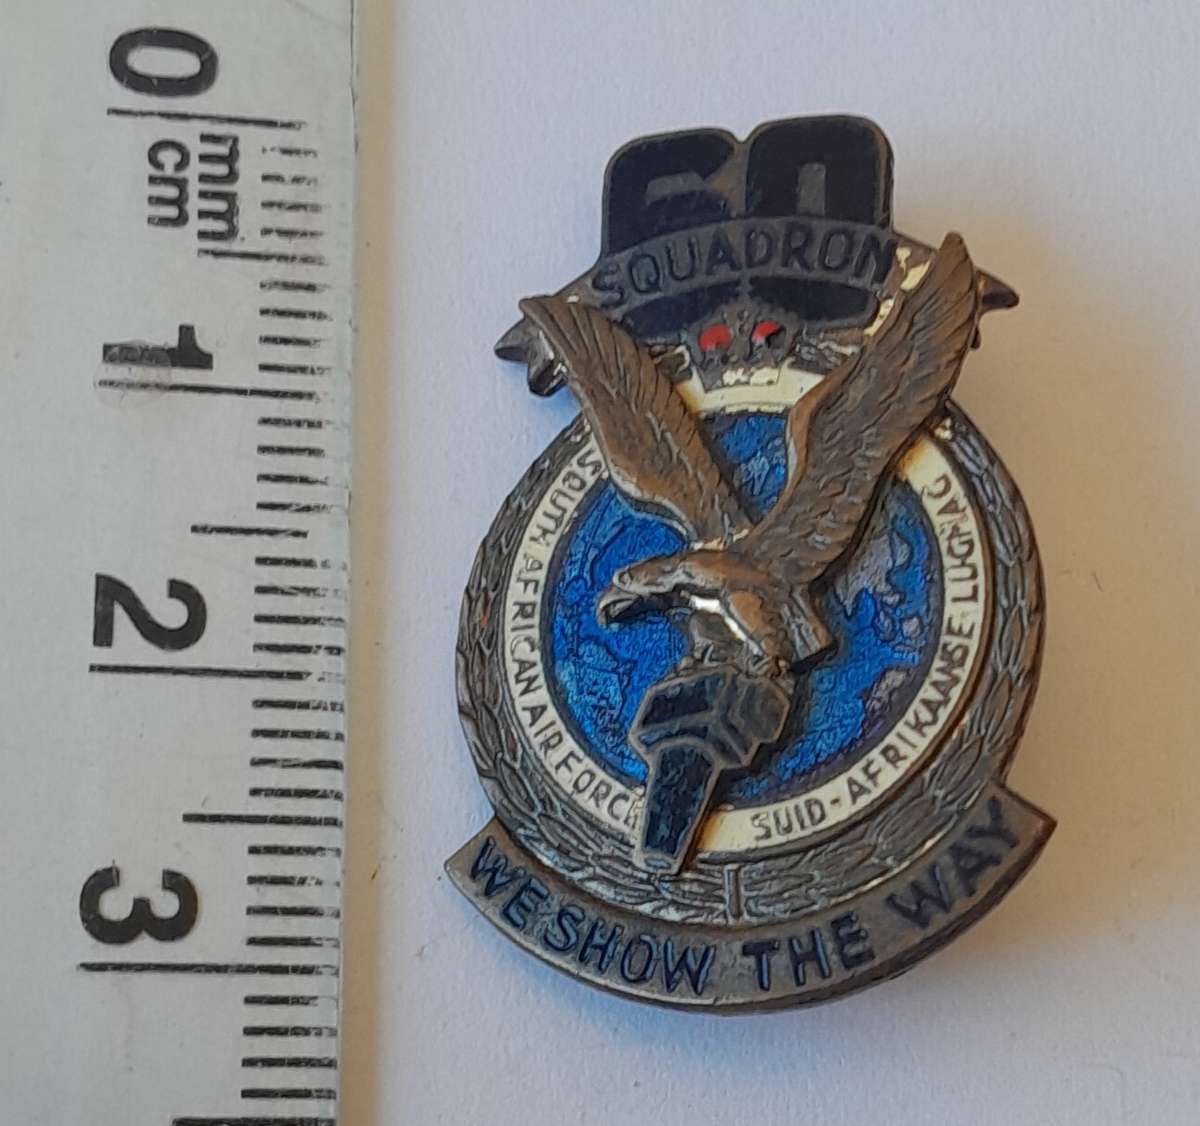 60
SQUADRON
SOUTH AFRICAN AIR FORCE
SUID-AFRIKAANSE LUGMAG
WE SHOW THE WAY
0
mm
cm
1
2
3